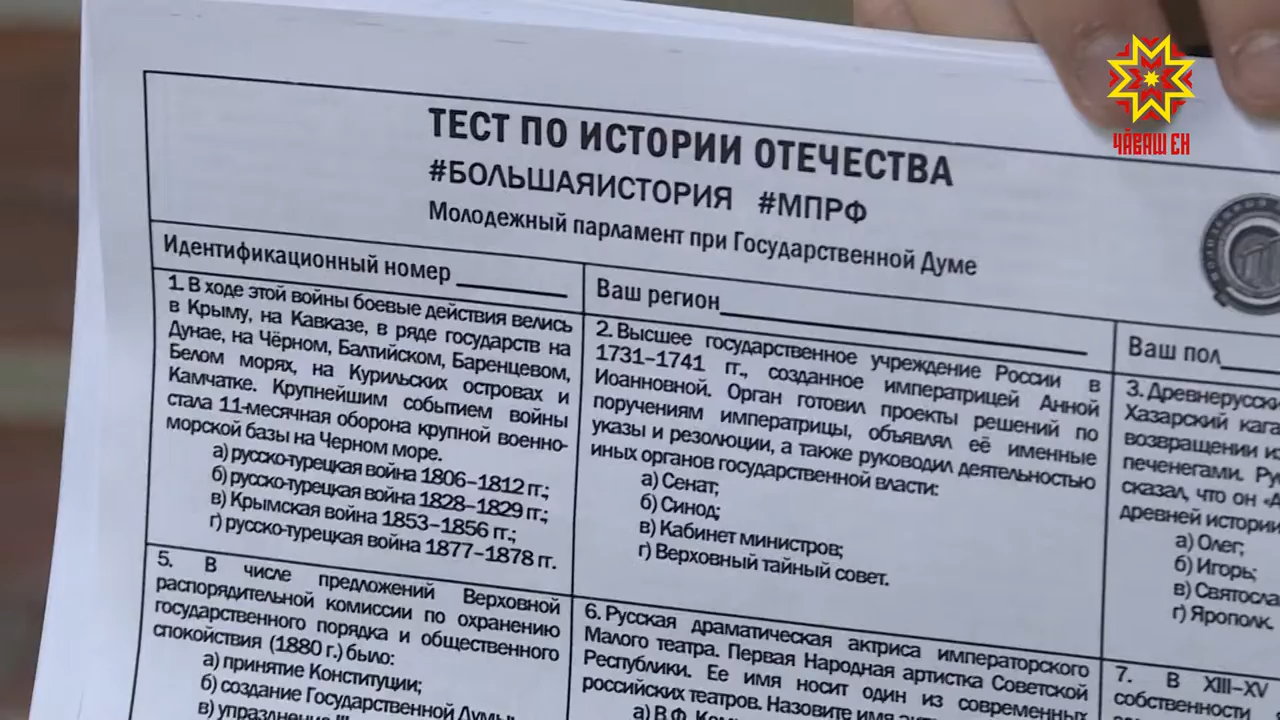 ЧӐВАШ ЕН
ТЕСТ ПО ИСТОРИИ ОТЕЧЕСТВА
#БОЛЬШАЯИСТОРИЯ #МПРФ
Молодежный парламент при Государственной Думе
Идентификационный номер
Ваш регион
Ваш пол
1. В ходе этой войны боевые действия велись
в Крыму, на Кавказе, в ряде государств на
Дунае, на Чёрном, Балтийском, Баренцевом,
Белом морях, на Курильских островах и
Камчатке. Крупнейшим событием войны
стала 11-месячная оборона крупной военно-
морской базы на Черном море.
а) русско-турецкая война 1806–1812 гг.;
б) русско-турецкая война 1828–1829 гг.;
в) Крымская война 1853–1856 гг.;
г) русско-турецкая война 1877–1878 гг.
2. Высшее государственное учреждение России в
1731–1741 гг., созданное императрицей Анной
Иоанновной. Орган готовил проекты решений по
поручениям императрицы, объявлял её именные
указы и резолюции, а также руководил деятельностью
иных органов государственной власти:
а) Сенат;
б) Синод;
в) Кабинет министров;
г) Верховный тайный совет.
3. Древнерусски
Хазарский кага
возвращении из
печенегами. Ру
сказал, что он
древней истори
а) Олег;
б) Игорь;
в) Святосла
г) Ярополк.
5. В числе предложений Верховной
распорядительной комиссии по охранению
государственного порядка и общественного
спокойствия (1880 г.) было:
а) принятие Конституции;
б) создание Государственной Думы;
в) упразднение
6. Русская драматическая актриса императорского
Малого театра. Первая Народная артистка Советской
Республики. Ее имя носит один из современных
российских театров. Назовите имя
а) В.Ф.
7. В XIII–XV
собственности